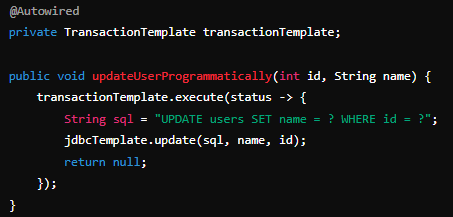 @Autowired
private TransactionTemplate transactionTemplate;
public void updateUserProgrammatically(int id, String name) {
    transactionTemplate.execute(status -> {
        String sql = "UPDATE users SET name = ? WHERE id = ?";
        jdbcTemplate.update(sql, name, id);
        return null;
    });
}